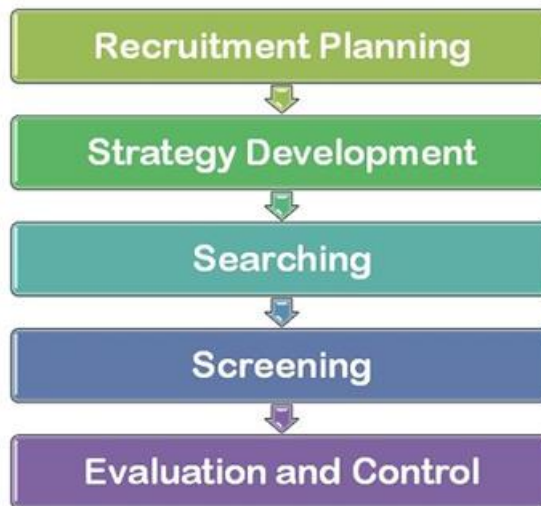 Recruitment Planning
Strategy Development
Searching
Screening
Evaluation and Control